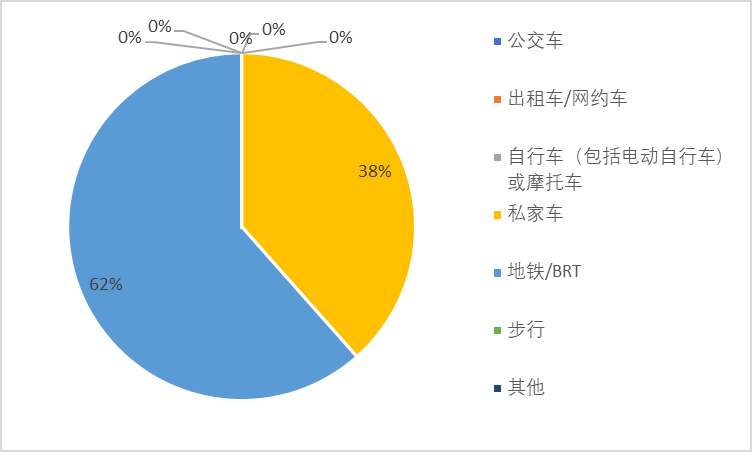 0%
0%
0%
0%
0%
38%
62%
公交车
出租车/网约车
自行车（包括电动自行车）
或摩托车
私家车
地铁/BRT
步行
其他